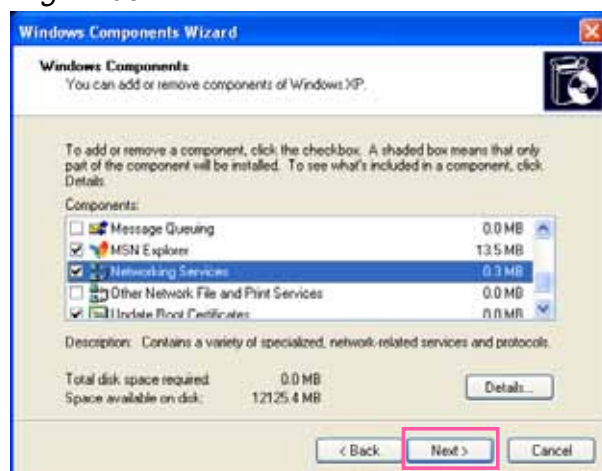 Windows Components Wizard
Windows Components
You can add or remove components of Windows XP.
To add or remove a component, click the checkbox. A shaded box means that only
part of the component will be installed. To see what's included in a component, click
Details.
Components:
Message Queuing 0.0 MB
MSN Explorer 13.5 MB
Networking Services 0.3 MB
Other Network File and Print Services 0.0 MB
Update Root Certificates 0.0 MB
Description: Contains a variety of specialized, network-related services and protocols.
Total disk space required: 0.0 MB
Space available on disk: 12125.4 MB
Details...
< Back Next > Cancel